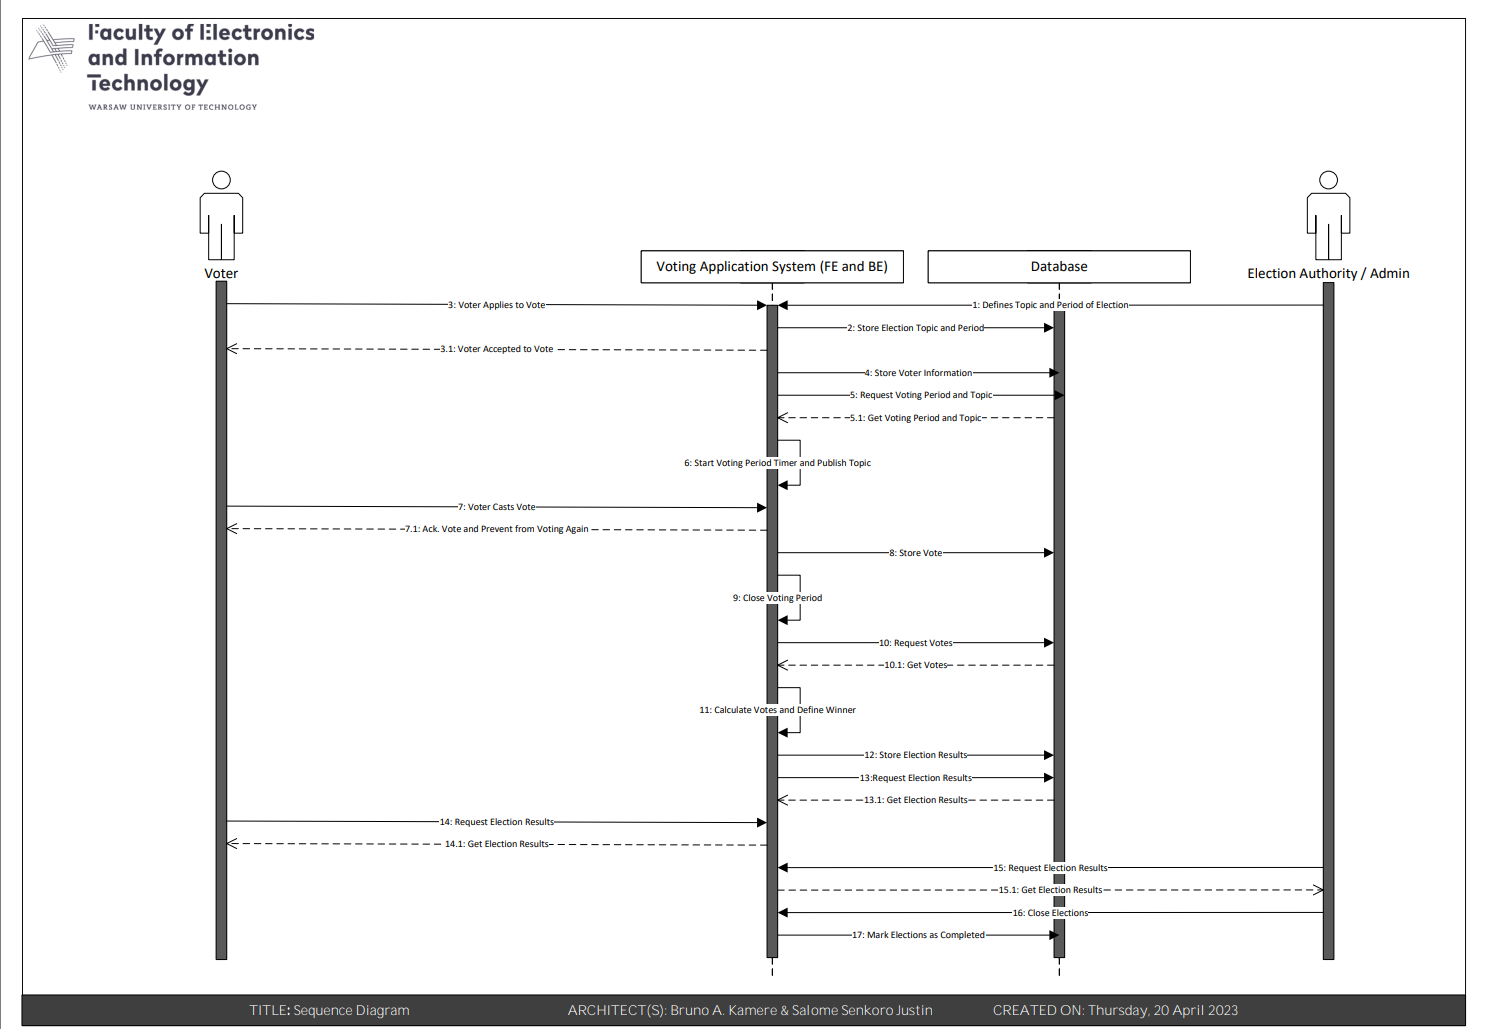 Faculty of Electronics
and Information
Technology
WARSAW UNIVERSITY OF TECHNOLOGY
Voting Application System (FE and BE)
Database
Voter
Election Authority / Admin
3: Voter Applies to Vote
1: Defines Topic and Period of Election
2: Store Election Topic and Period
3.1: Voter Accepted to Vote
4: Store Voter Information
5: Request Voting Period and Topic
5.1: Get Voting Period and Topic
6: Start Voting Period Timer and Publish Topic
7: Voter Casts Vote
7.1: Ack. Vote and Prevent from Voting Again
8: Store Vote
9: Close Voting Period
10: Request Votes
10.1: Get Votes
11: Calculate Votes and Define Winner
12: Store Election Results
13:Request Election Results
13.1: Get Election Results
14: Request Election Results
14.1: Get Election Results
15: Request Election Results
15.1: Get Election Results
16: Close Elections
17: Mark Elections as Completed
TITLE: Sequence Diagram
ARCHITECT(S): Bruno A. Kamere & Salome Senkoro Justin
CREATED ON: Thursday, 20 April 2023